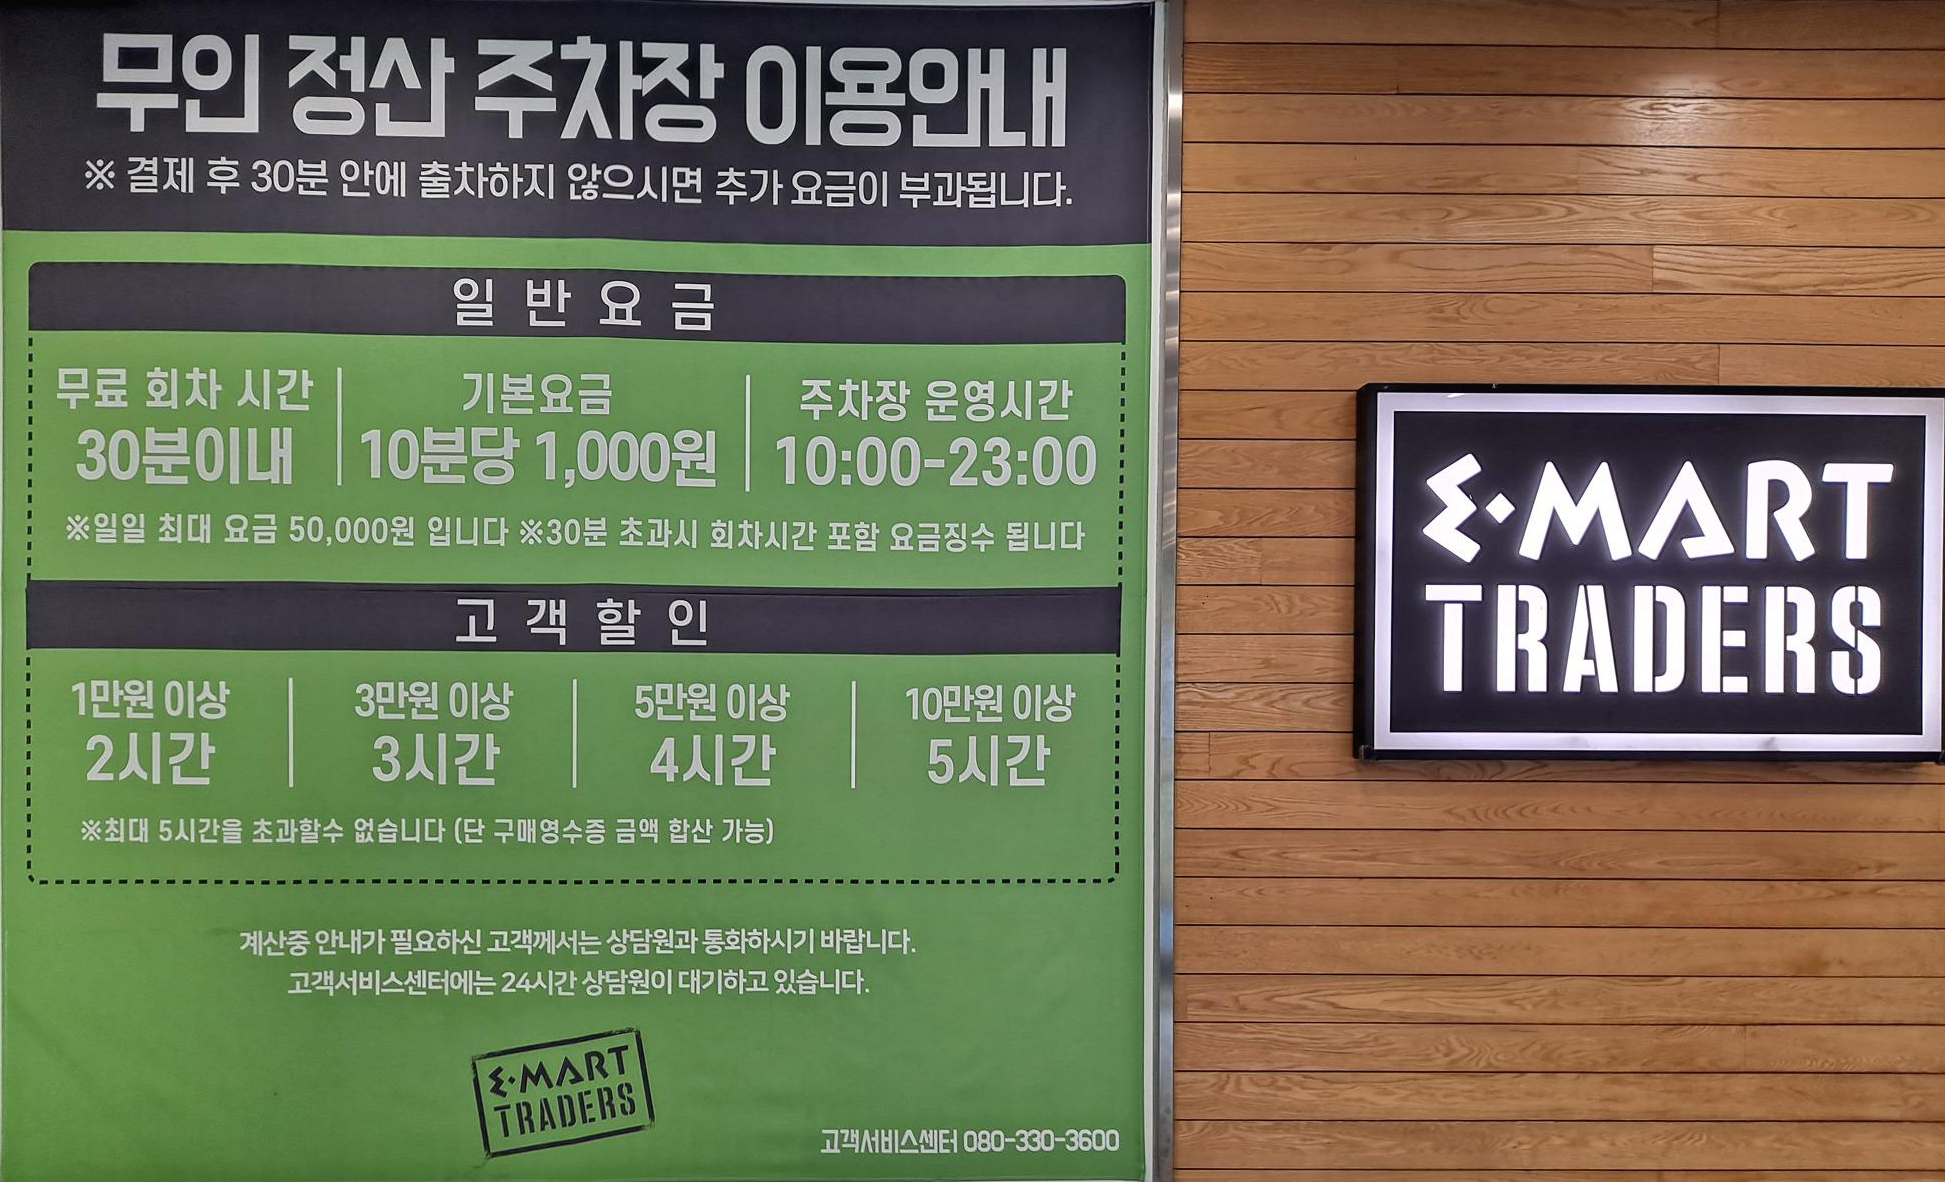 무인 정산 주차장 이용안내
※ 결제 후 30분 안에 출차하지 않으시면 추가 요금이 부과됩니다.
일반요금
무료 회차 시간
30분이내
기본요금
10분당 1,000원
주차장 운영시간
10:00-23:00
※일일 최대 요금 50,000원 입니다 ※30분 초과시 회차시간 포함 요금징수 됩니다
고객할인
1만원 이상
2시간
3만원 이상
3시간
5만원 이상
4시간
10만원 이상
5시간
※최대 5시간을 초과할수 없습니다 (단 구매영수증 금액 합산 가능)
계산중 안내가 필요하신 고객께서는 상담원과 통화하시기 바랍니다.
고객서비스센터에는 24시간 상담원이 대기하고 있습니다.
E·MART
TRADERS
고객서비스센터 080-330-3600
E·MART
TRADERS